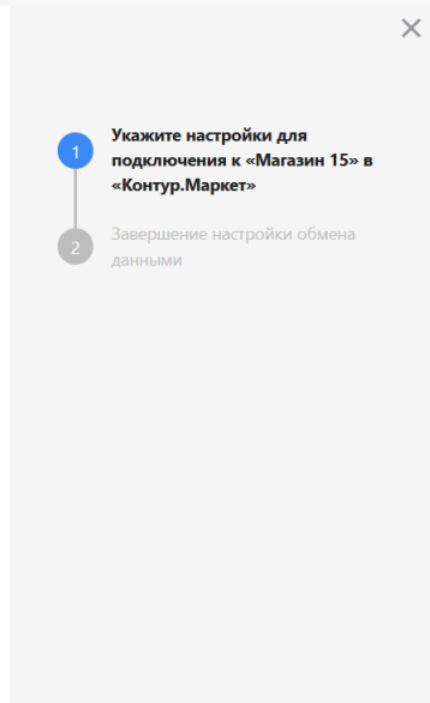 1
Укажите настройки для
подключения к «Магазин 15» в
«Контур.Маркет»
2
Завершение настройки обмена
данными